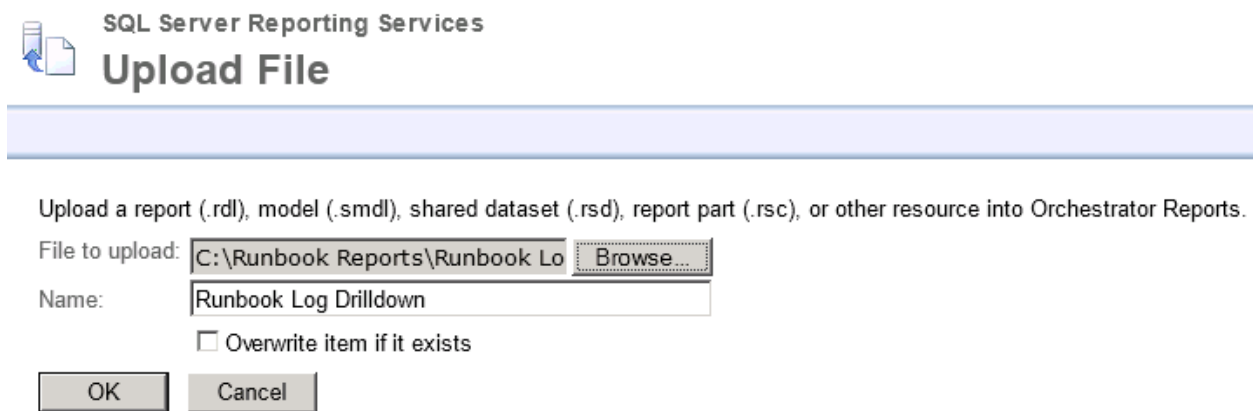 SQL Server Reporting Services
Upload File
Upload a report (.rdl), model (.smdl), shared dataset (.rsd), report part (.rsc), or other resource into Orchestrator Reports.
File to upload: C:\Runbook Reports\Runbook Lo Browse...
Name: Runbook Log Drilldown
Overwrite item if it exists
OK Cancel